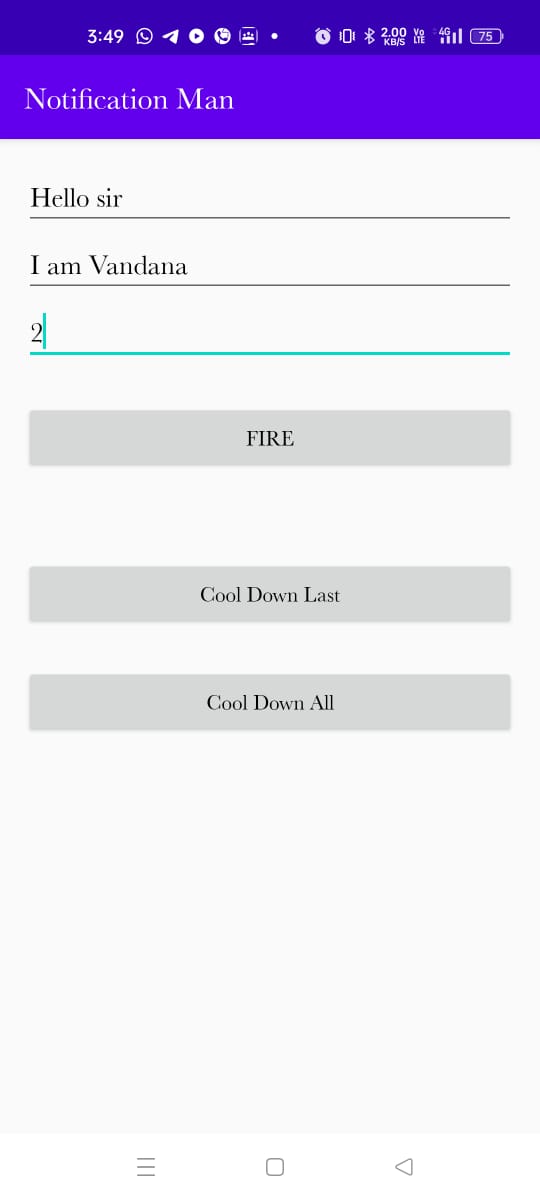 3:49 2.00 KB/S Vo LTE 4G 75
Notification Man
Hello sir
I am Vandana
2
FIRE
Cool Down Last
Cool Down All